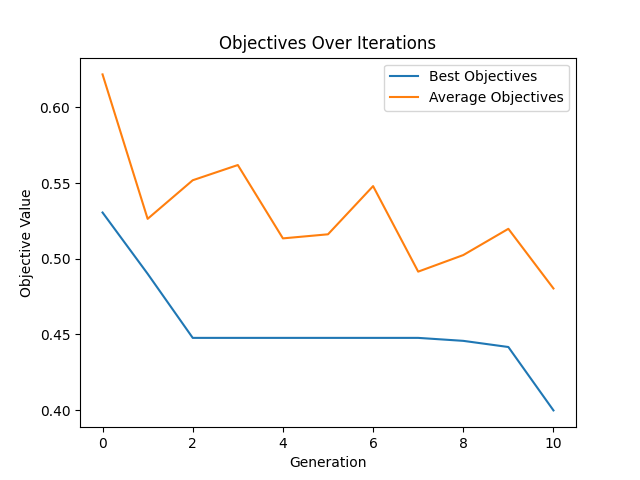 Objectives Over Iterations
Best Objectives
Average Objectives
Objective Value
0.60
0.55
0.50
0.45
0.40
0 2 4 6 8 10
Generation